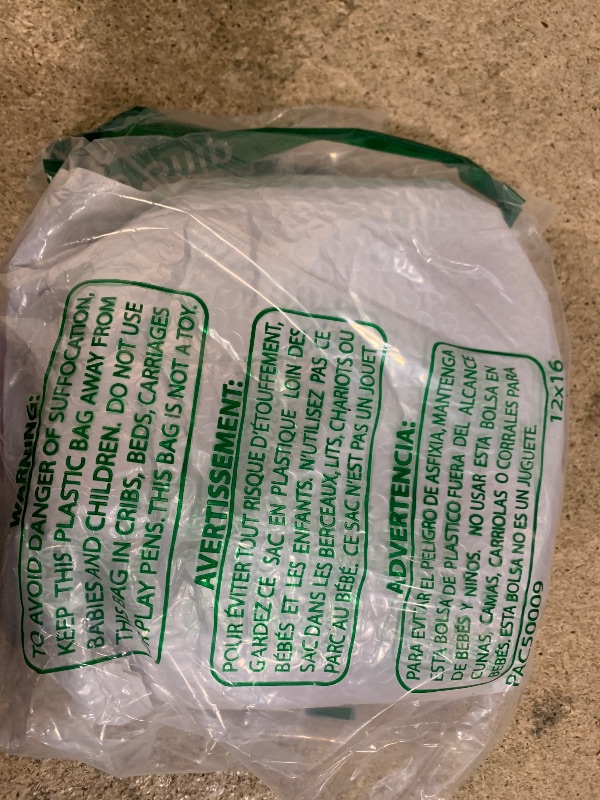 WARNING:
TO AVOID DANGER OF SUFFOCATION,
KEEP THIS PLASTIC BAG AWAY FROM
BABIES AND CHILDREN. DO NOT USE
THIS BAG IN CRIBS, BEDS, CARRIAGES
PLAY PENS. THIS BAG IS NOT A TOY.
AVERTISSEMENT:
POUR ÉVITER TOUT RISQUE D'ÉTOUFFEMENT,
GANDEZ CE SAC EN PLASTIQUE LOIN DES
BÉBÉS ET LES ENFANTS, N'UTILISEZ PAS CE
SAC DANS LES BERCEAUX, LITS, CHARIOTS OU
PARC AU BÉBÉ. CE SAC N'EST PAS UN JOUET.
ADVERTENCIA:
PARA EVITAR EL PELIGRO DE ASFIXIA MANTENGA
ESTA BOLSA DE PLASTICO FUERA DEL ALCANCE
DE BEBÉS Y NIÑOS. NO USAR ESTA BOLSA EN
CUNAS, CAMAS, CARRIOLAS O CORRALES PARA
BEBÉS. ESTA BOLSA NO ES UN JUGUETE.
PAC59009
12x16